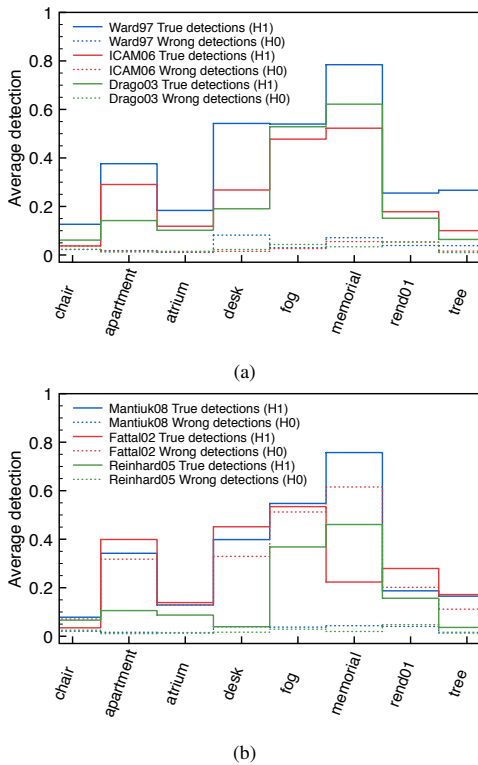 1
Ward97 True detections (H1)
Ward97 Wrong detections (H0)
ICAM06 True detections (H1)
ICAM06 Wrong detections (H0)
Drago03 True detections (H1)
Drago03 Wrong detections (H0)
0.8
0.6
0.4
0.2
0
Average detection
chair
apartment
atrium
desk
fog
memorial
rend01
tree
(a)
1
Mantiuk08 True detections (H1)
Mantiuk08 Wrong detections (H0)
Fattal02 True detections (H1)
Fattal02 Wrong detections (H0)
Reinhard05 True detections (H1)
Reinhard05 Wrong detections (H0)
0.8
0.6
0.4
0.2
0
Average detection
chair
apartment
atrium
desk
fog
memorial
rend01
tree
(b)